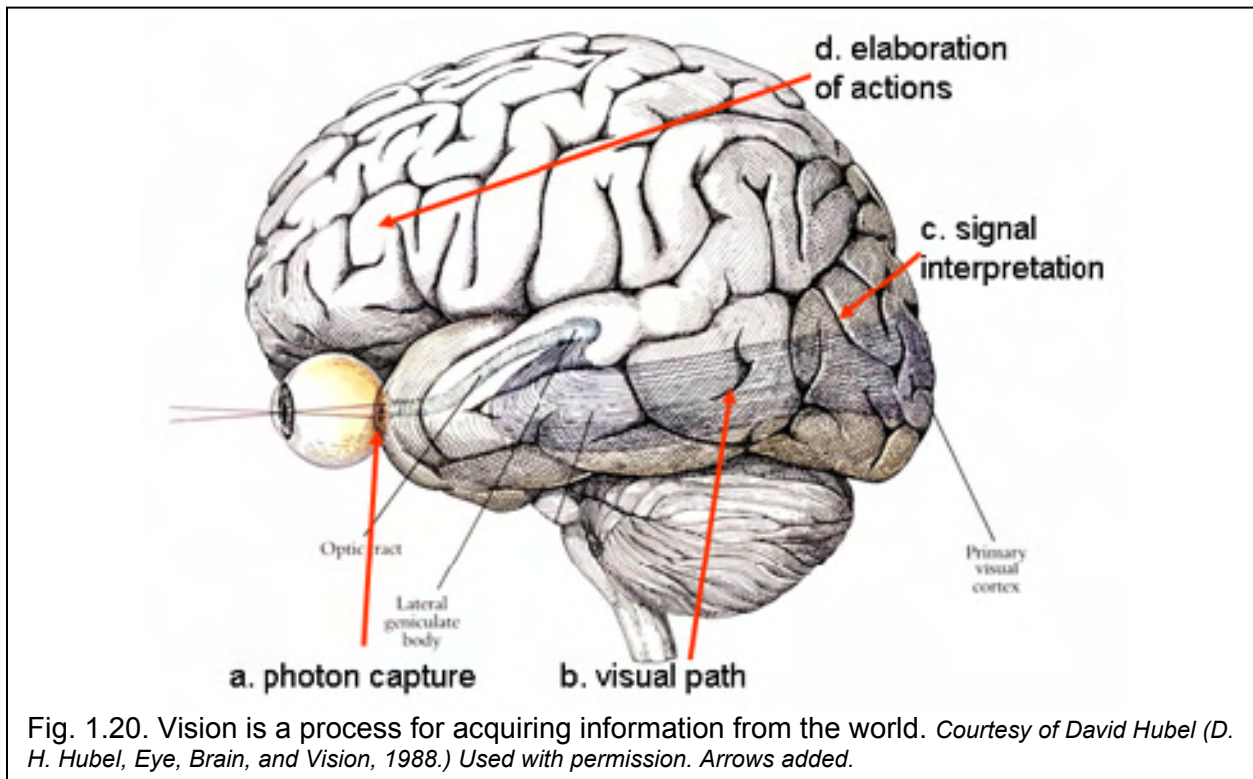 d. elaboration
of actions
c. signal
interpretation
Optic tract
Lateral
geniculate
body
Primary
visual
cortex
a. photon capture
b. visual path
Fig. 1.20. Vision is a process for acquiring information from the world. Courtesy of David Hubel (D.
H. Hubel, Eye, Brain, and Vision, 1988.) Used with permission. Arrows added.